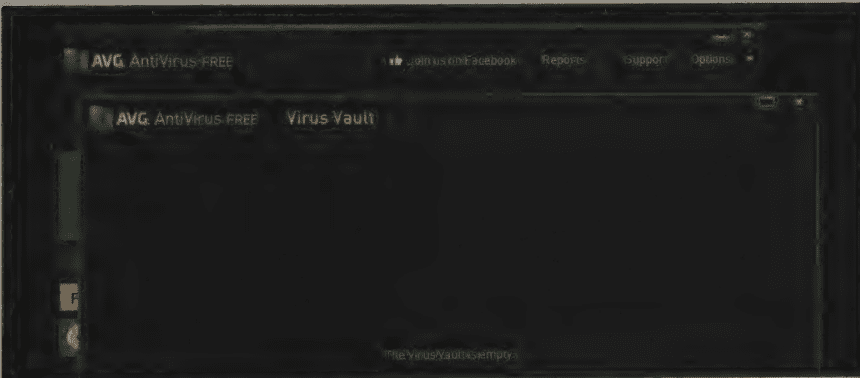 AVG AntiVirus FREE Join us on Facebook Reports Support Options
AVG AntiVirus FREE Virus Vault
The Virus Vault is empty.